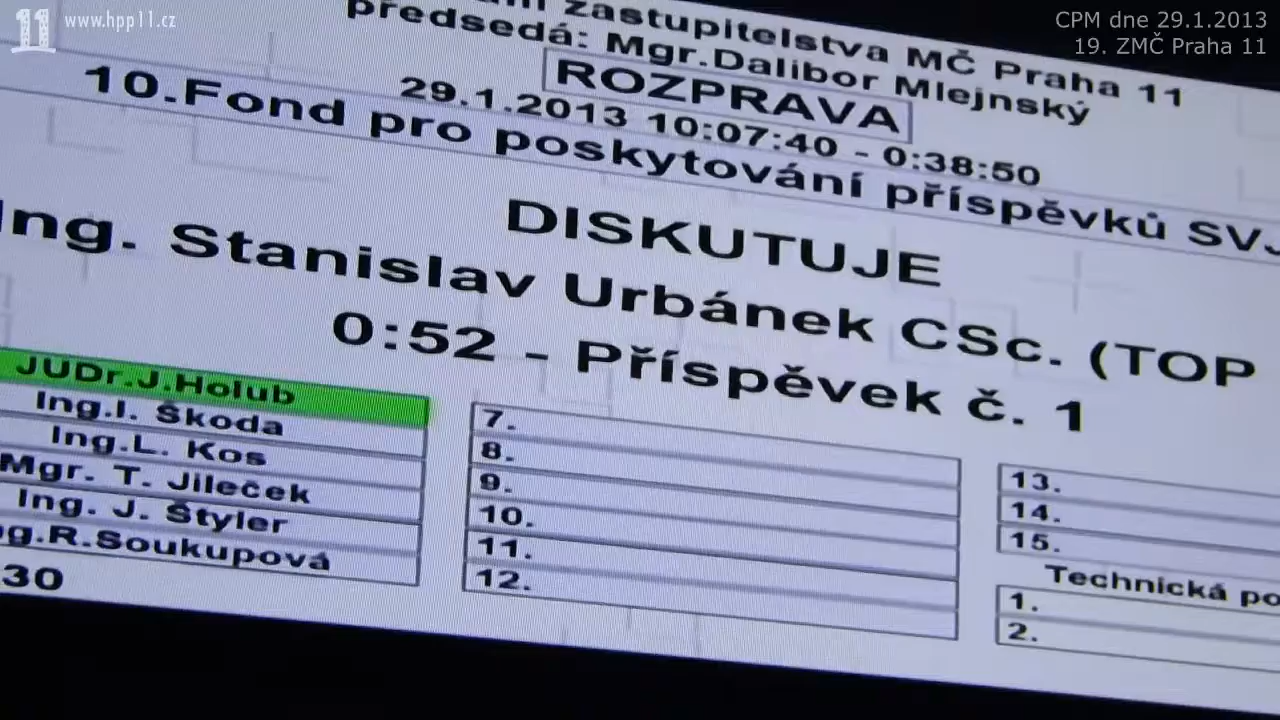 11 www.hpp11.cz
CPM dne 29.1.2013
19. ZMČ Praha 11
zastupitelstva MČ Praha 11
předsedá: Mgr.Dalibor Mlejnský
ROZPRAVA
29.1.2013 10:07:40 - 0:38:50
10.Fond pro poskytování příspěvků SVJ
DISKUTUJE
Ing. Stanislav Urbánek CSc. (TOP
0:52 - Příspěvek č. 1
JUDr.J.Holub
Ing.I. Škoda
Ing.L. Kos
Mgr. T. Jileček
Ing. J. Štyler
Ing.R.Soukupová
30
7.
8.
9.
10.
11.
12.
13.
14.
15.
Technická po
1.
2.